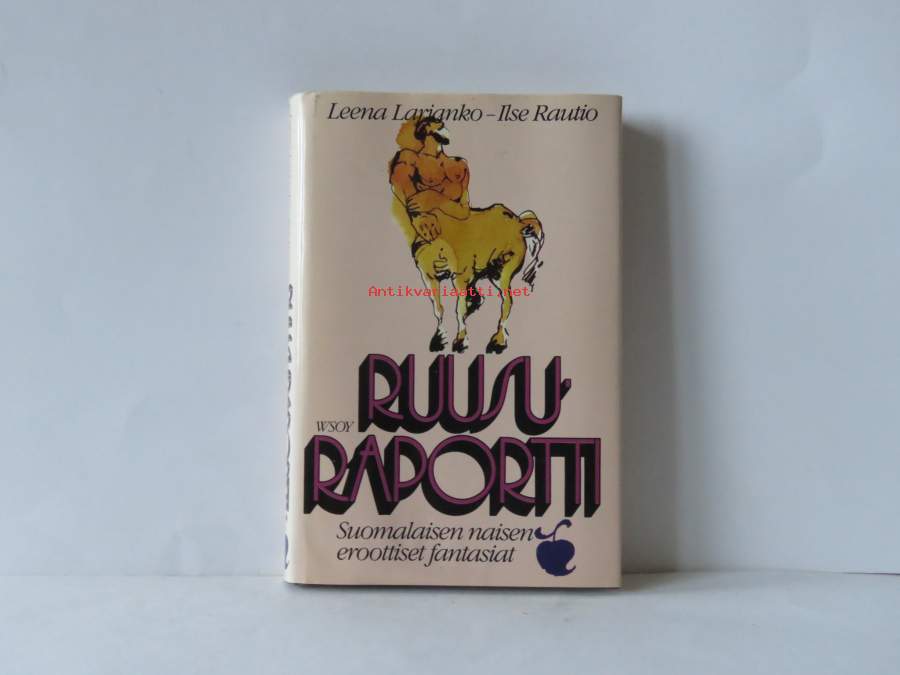 Leena Larjanko – Ilse Rautio
Antikvariaatti.net
RUUSU-
WSOY
RAPORTTI
Suomalaisen naisen
eroottiset fantasiat